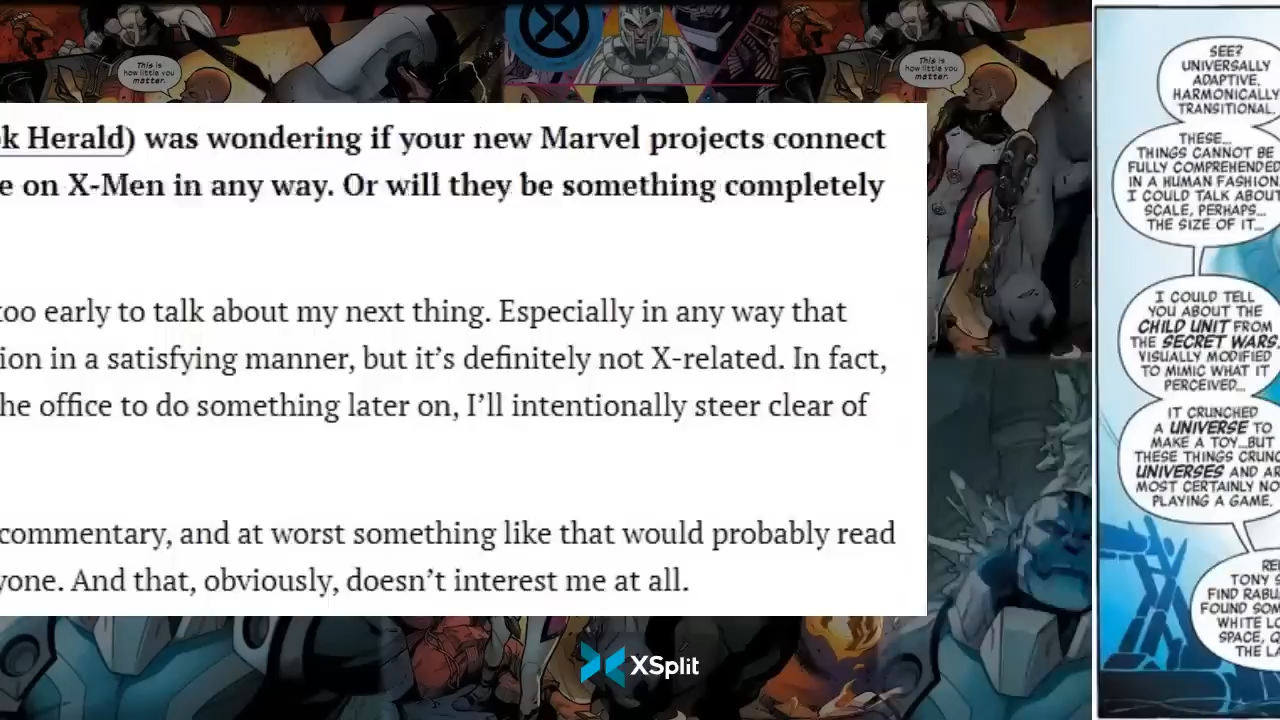 This is
how little you
matter.
This is
how little you
matter.
k Herald) was wondering if your new Marvel projects connect
e on X-Men in any way. Or will they be something completely
too early to talk about my next thing. Especially in any way that
ion in a satisfying manner, but it's definitely not X-related. In fact,
he office to do something later on, I'll intentionally steer clear of
commentary, and at worst something like that would probably read
yone. And that, obviously, doesn't interest me at all.
XSplit
SEE?
UNIVERSALLY
ADAPTIVE.
HARMONICALLY
TRANSITIONAL.
THESE...
THINGS CANNOT BE
FULLY COMPREHENDED
IN A HUMAN FASHION.
I COULD TALK ABOUT
SCALE, PERHAPS...
THE SIZE OF IT...
I COULD TELL
YOU ABOUT THE
CHILD UNIT FROM
THE SECRET WARS,
VISUALLY MODIFIED
TO MIMIC WHAT IT
PERCEIVED...
IT CRUNCHED
A UNIVERSE TO
MAKE A TOY...BUT
THESE THINGS CRUNC
UNIVERSES AND AR
MOST CERTAINLY NO
PLAYING A GAME.
RE
TONY S
FIND RABU
FOUND SOM
WHITE LO
SPACE,
THE LA